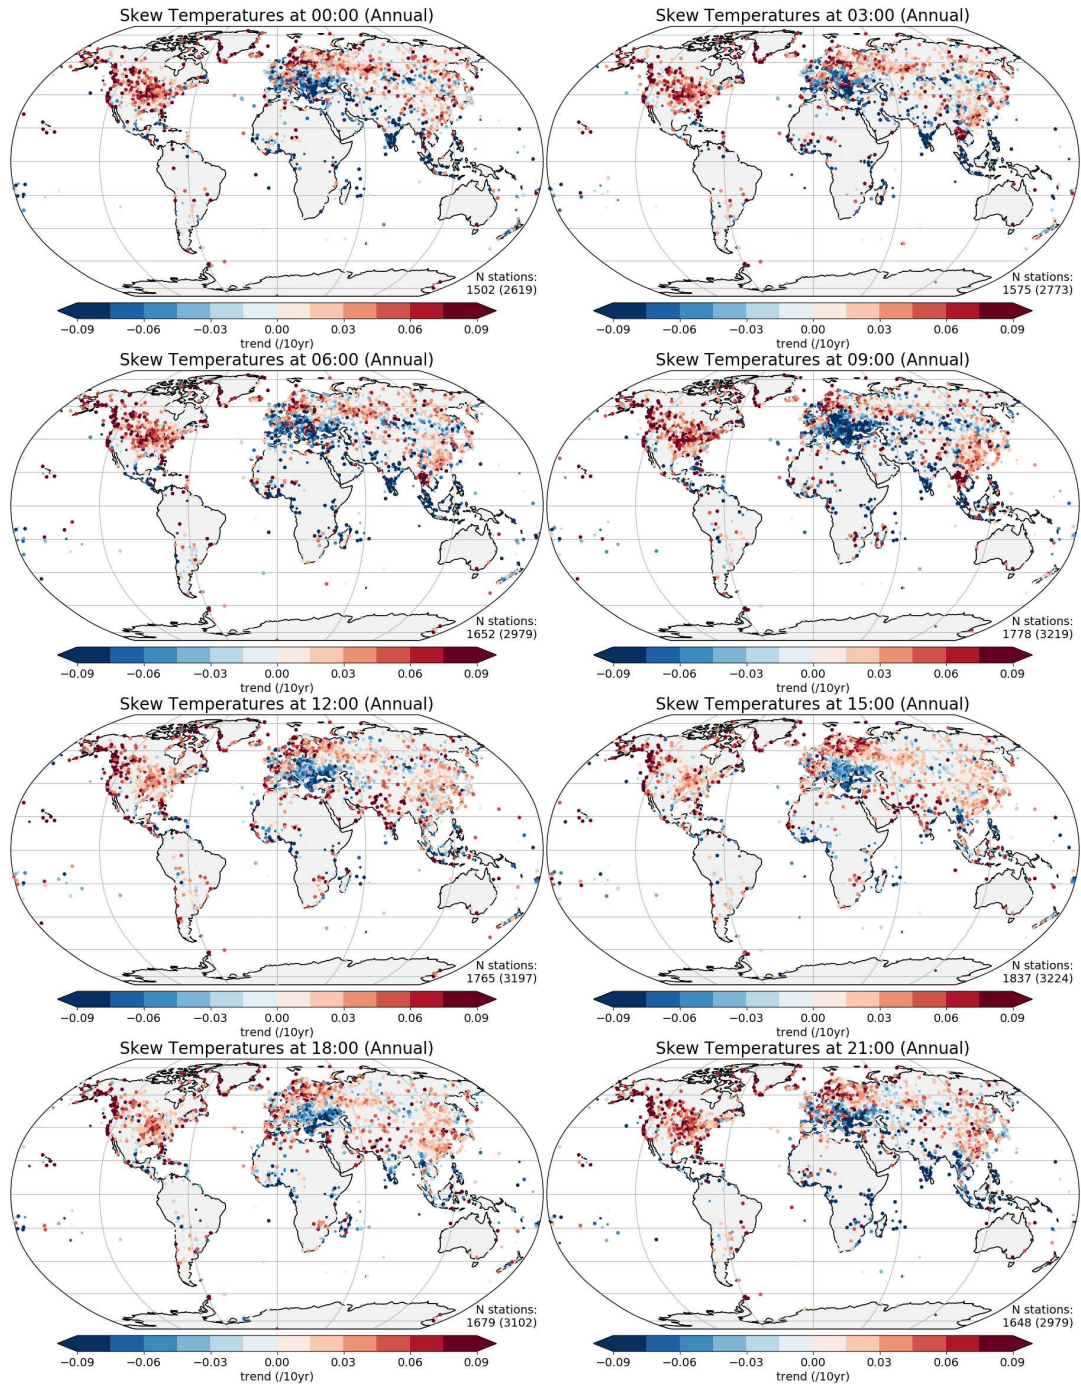 Skew Temperatures at 00:00 (Annual)
N stations:
1502 (2619)
−0.09 −0.06 −0.03 0.00 0.03 0.06 0.09
trend (/10yr)
Skew Temperatures at 03:00 (Annual)
N stations:
1575 (2773)
−0.09 −0.06 −0.03 0.00 0.03 0.06 0.09
trend (/10yr)
Skew Temperatures at 06:00 (Annual)
N stations:
1652 (2979)
−0.09 −0.06 −0.03 0.00 0.03 0.06 0.09
trend (/10yr)
Skew Temperatures at 09:00 (Annual)
N stations:
1778 (3219)
−0.09 −0.06 −0.03 0.00 0.03 0.06 0.09
trend (/10yr)
Skew Temperatures at 12:00 (Annual)
N stations:
1765 (3197)
−0.09 −0.06 −0.03 0.00 0.03 0.06 0.09
trend (/10yr)
Skew Temperatures at 15:00 (Annual)
N stations:
1837 (3224)
−0.09 −0.06 −0.03 0.00 0.03 0.06 0.09
trend (/10yr)
Skew Temperatures at 18:00 (Annual)
N stations:
1679 (3102)
−0.09 −0.06 −0.03 0.00 0.03 0.06 0.09
trend (/10yr)
Skew Temperatures at 21:00 (Annual)
N stations:
1648 (2979)
−0.09 −0.06 −0.03 0.00 0.03 0.06 0.09
trend (/10yr)